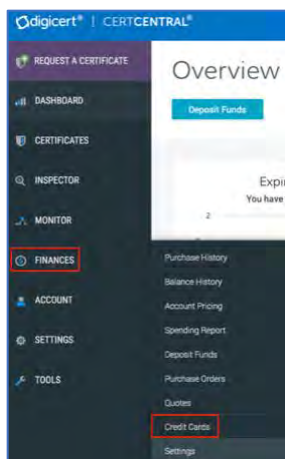 digicert® | CERTCENTRAL®
REQUEST A CERTIFICATE
DASHBOARD
CERTIFICATES
INSPECTOR
MONITOR
FINANCES
ACCOUNT
SETTINGS
TOOLS
Overview
Deposit Funds
Expi
You have
2
Purchase History
Balance History
Account Pricing
Spending Report
Deposit Funds
Purchase Orders
Quotes
Credit Cards
Settings